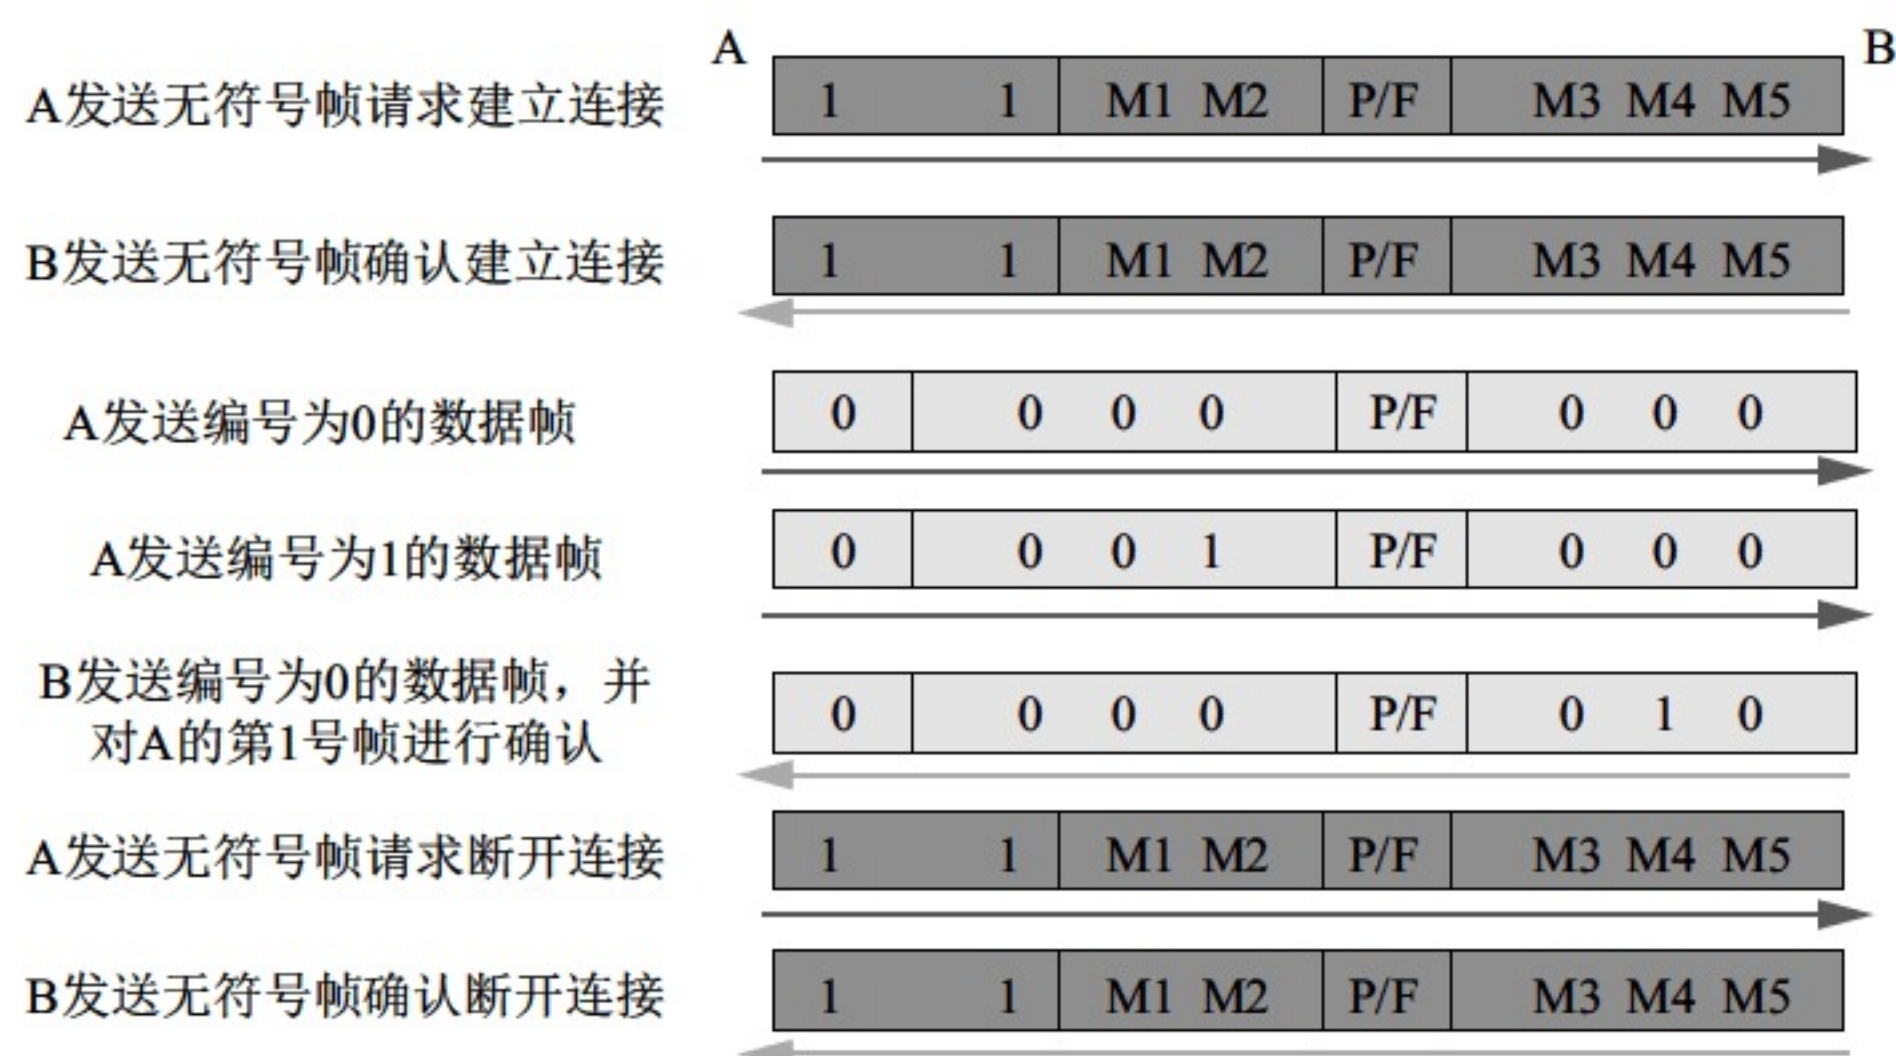 A B
A发送无符号帧请求建立连接 1 1 M1 M2 P/F M3 M4 M5
B发送无符号帧确认建立连接 1 1 M1 M2 P/F M3 M4 M5
A发送编号为0的数据帧 0 0 0 0 P/F 0 0 0
A发送编号为1的数据帧 0 0 0 1 P/F 0 0 0
B发送编号为0的数据帧，并
对A的第1号帧进行确认 0 0 0 0 P/F 0 1 0
A发送无符号帧请求断开连接 1 1 M1 M2 P/F M3 M4 M5
B发送无符号帧确认断开连接 1 1 M1 M2 P/F M3 M4 M5